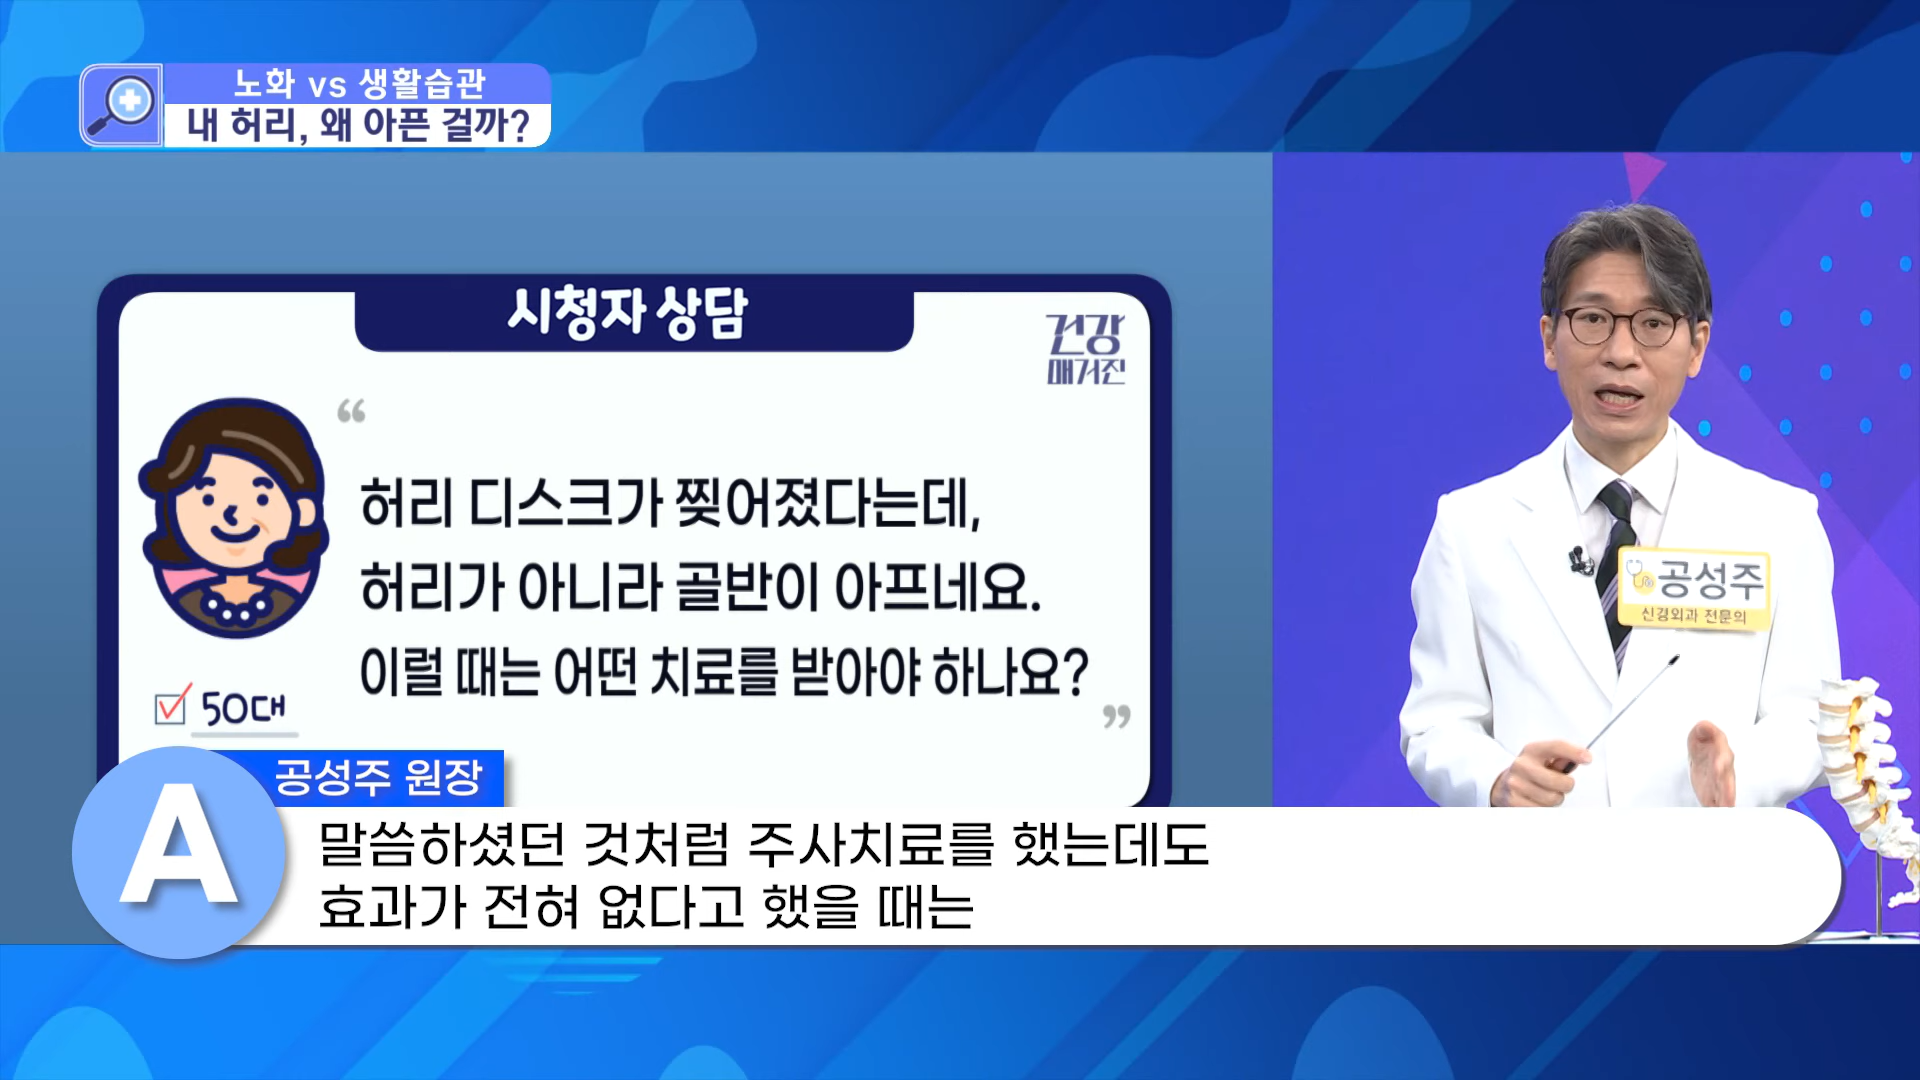 노화 vs 생활습관
내 허리, 왜 아픈 걸까?
시청자 상담
건강
매거진
“
허리 디스크가 찢어졌다는데,
허리가 아니라 골반이 아프네요.
이럴 때는 어떤 치료를 받아야 하나요?
”
50대
공성주
신경외과 전문의
A
공성주 원장
말씀하셨던 것처럼 주사치료를 했는데도
효과가 전혀 없다고 했을 때는